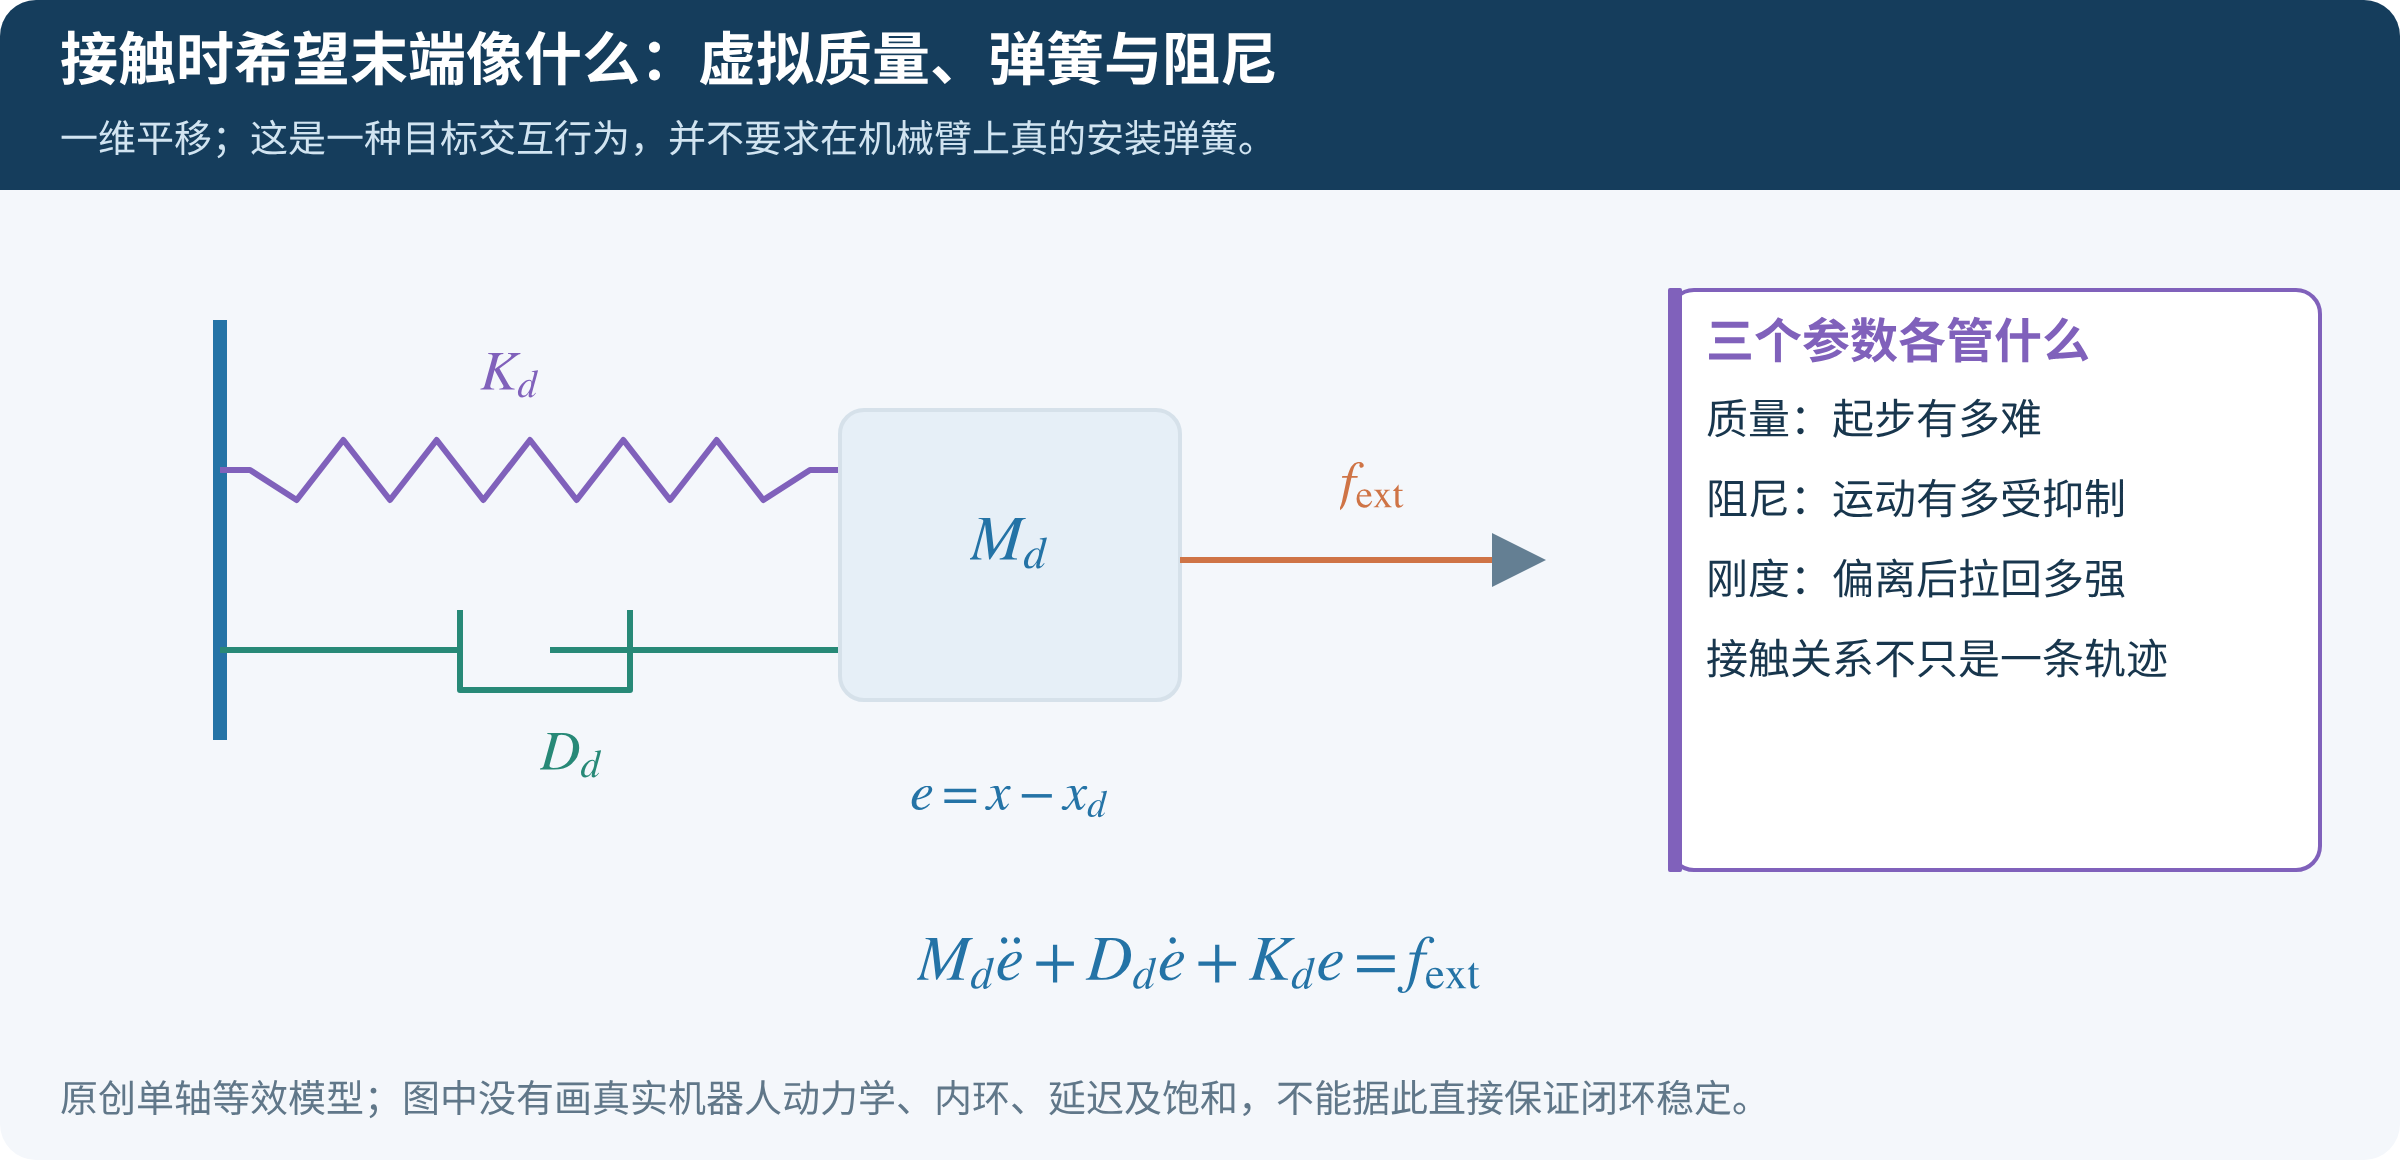 接触时希望末端像什么：虚拟质量、弹簧与阻尼
一维平移；这是一种目标交互行为，并不要求在机械臂上真的安装弹簧。
K_d
M_d
D_d
f_ext
e = x − x_d
M_d ë + D_d ė + K_d e = f_ext
三个参数各管什么
质量：起步有多难
阻尼：运动有多受抑制
刚度：偏离后拉回多强
接触关系不只是一条轨迹
原创单轴等效模型；图中没有画真实机器人动力学、内环、延迟及饱和，不能据此直接保证闭环稳定。